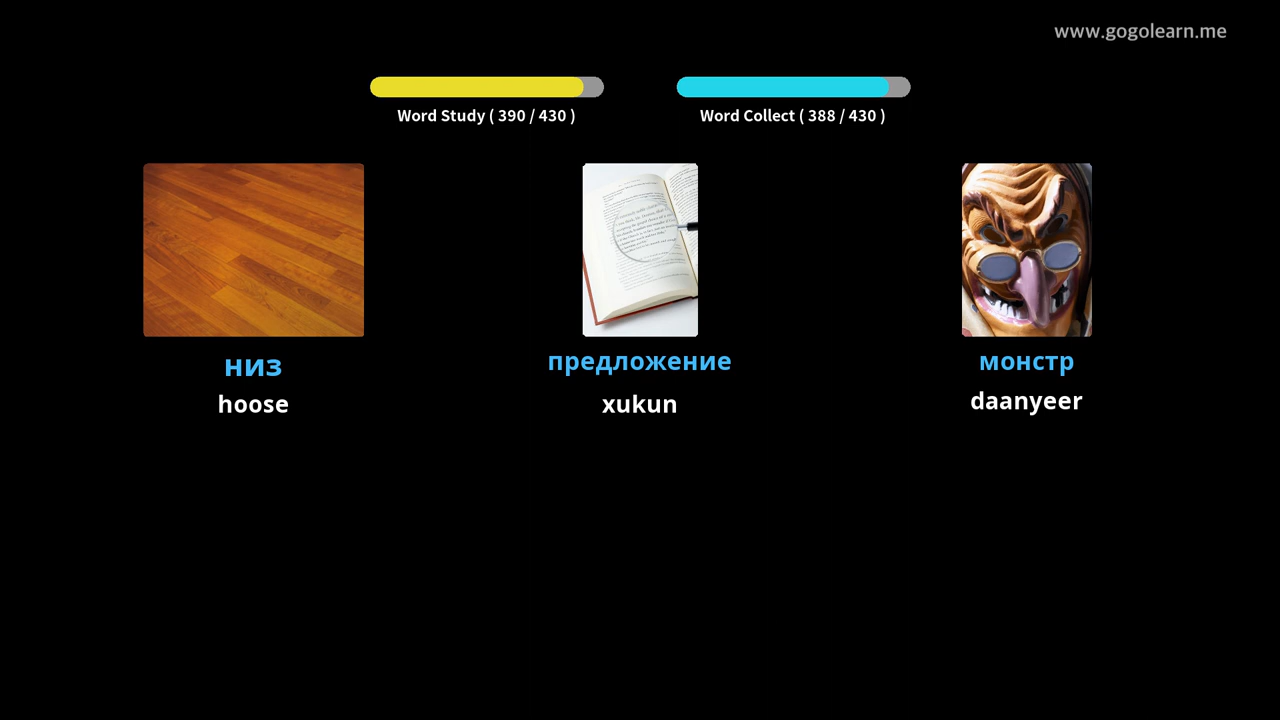 www.gogolearn.me
Word Study ( 390 / 430 )
Word Collect ( 388 / 430 )
низ
предложение
монстр
hoose
xukun
daanyeer